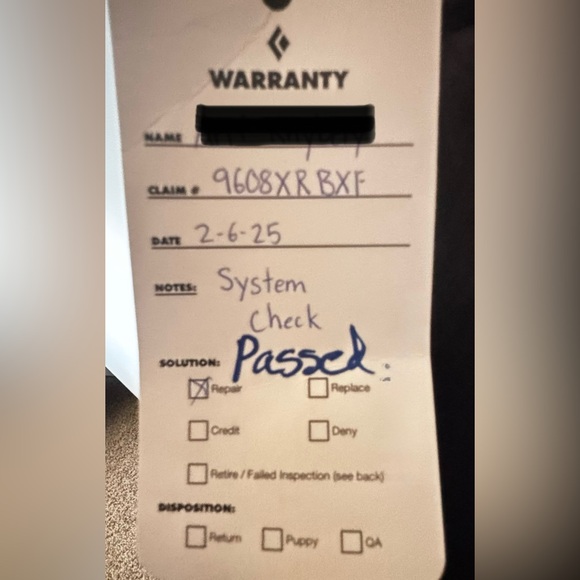 WARRANTY
NAME
CLAIM # 9608XRBXF
DATE 2-6-25
NOTES: System
Check
SOLUTION: Passed
Repair Replace
Credit Deny
Retire / Failed Inspection (see back)
DISPOSITION:
Return Puppy QA